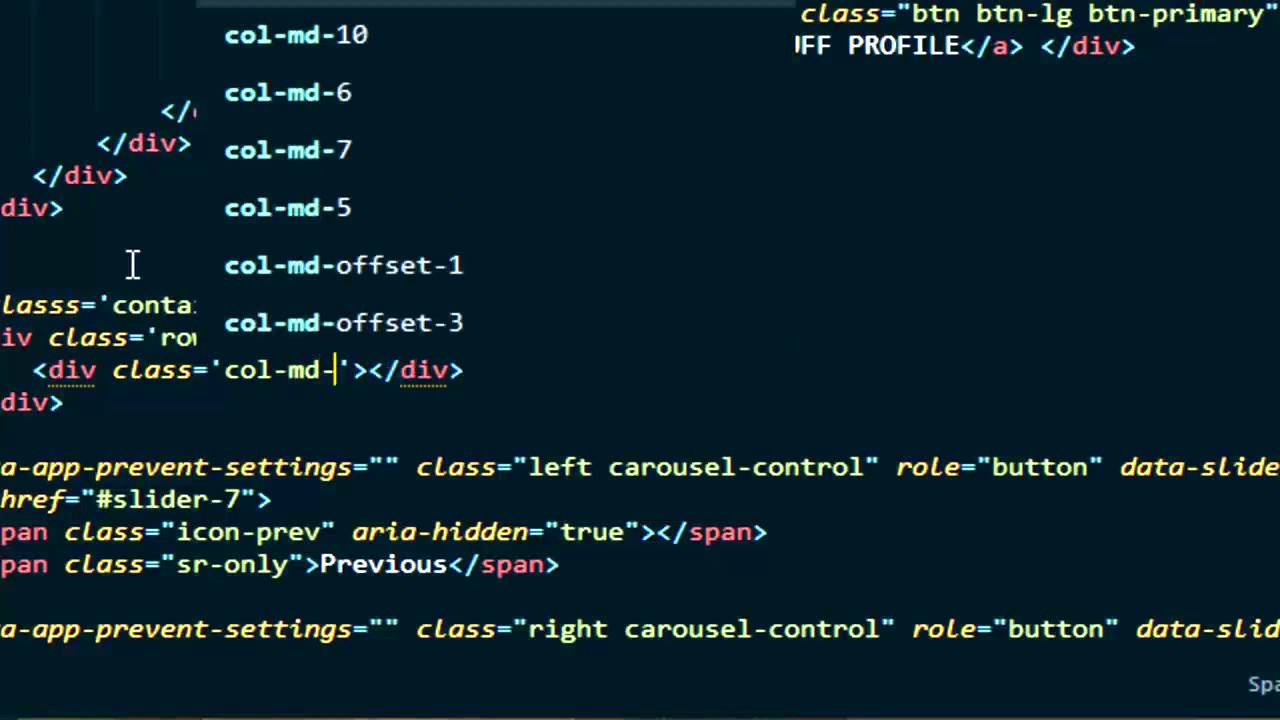 class="btn btn-lg btn-primary"
col-md-10
FF PROFILE</a> </div>
col-md-6
</
</div>
col-md-7
</div>
div>
col-md-5
col-md-offset-1
lasss='conta
col-md-offset-3
iv class='ro
<div class='col-md-'></div>
div>
a-app-prevent-settings="" class="left carousel-control" role="button" data-slide
href="#slider-7">
pan class="icon-prev" aria-hidden="true"></span>
pan class="sr-only">Previous</span>
a-app-prevent-settings="" class="right carousel-control" role="button" data-slid
Spa